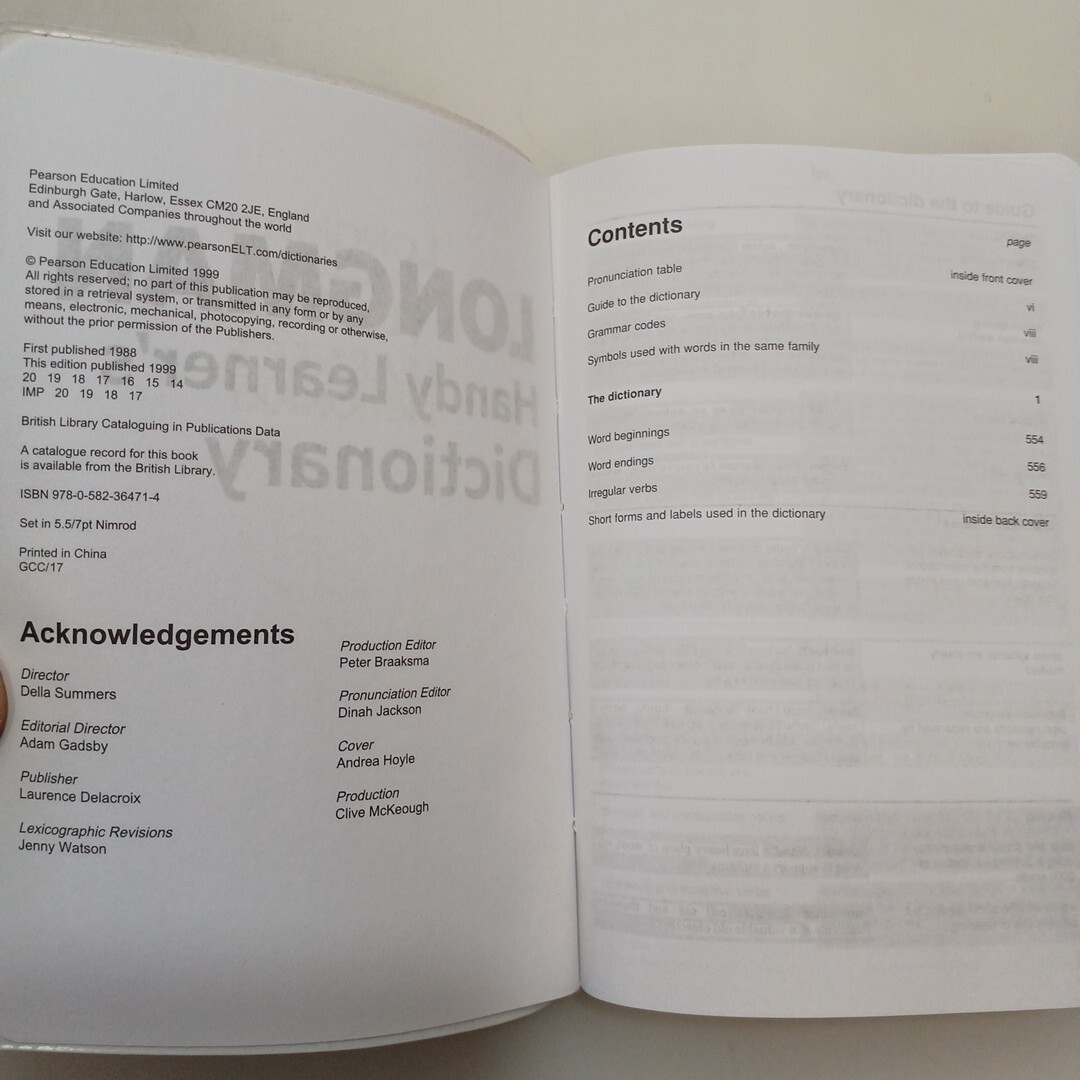 Pearson Education Limited
Edinburgh Gate, Harlow, Essex CM20 2JE, England
and Associated Companies throughout the world
Visit our website: http://www.pearsonELT.com/dictionaries
© Pearson Education Limited 1999
All rights reserved; no part of this publication may be reproduced,
stored in a retrieval system, or transmitted in any form or by any
means, electronic, mechanical, photocopying, recording or otherwise,
without the prior permission of the Publishers.
First published 1988
This edition published 1999
20 19 18 17 16 15 14
IMP 20 19 18 17
British Library Cataloguing in Publications Data
A catalogue record for this book
is available from the British Library.
ISBN 978-0-582-36471-4
Set in 5.5/7pt Nimrod
Printed in China
GCC/17
Acknowledgements
Director
Della Summers
Editorial Director
Adam Gadsby
Publisher
Laurence Delacroix
Lexicographic Revisions
Jenny Watson
Production Editor
Peter Braaksma
Pronunciation Editor
Dinah Jackson
Cover
Andrea Hoyle
Production
Clive McKeough
LONGMAN
Handy Learner's
Dictionary
Contents
page
Pronunciation table inside front cover
Guide to the dictionary vi
Grammar codes viii
Symbols used with words in the same family viii
The dictionary 1
Word beginnings 554
Word endings 556
Irregular verbs 559
Short forms and labels used in the dictionary inside back cover
Guide to the dictionary